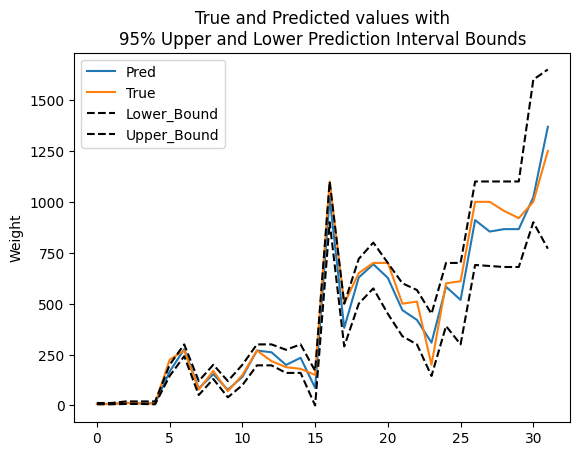 True and Predicted values with
95% Upper and Lower Prediction Interval Bounds
Pred
True
Lower_Bound
Upper_Bound
Weight
1500
1250
1000
750
500
250
0
0 5 10 15 20 25 30